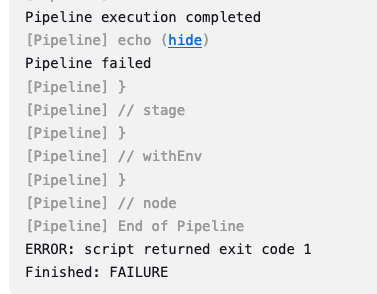 Pipeline execution completed
[Pipeline] echo (hide)
Pipeline failed
[Pipeline] }
[Pipeline] // stage
[Pipeline] }
[Pipeline] // withEnv
[Pipeline] }
[Pipeline] // node
[Pipeline] End of Pipeline
ERROR: script returned exit code 1
Finished: FAILURE